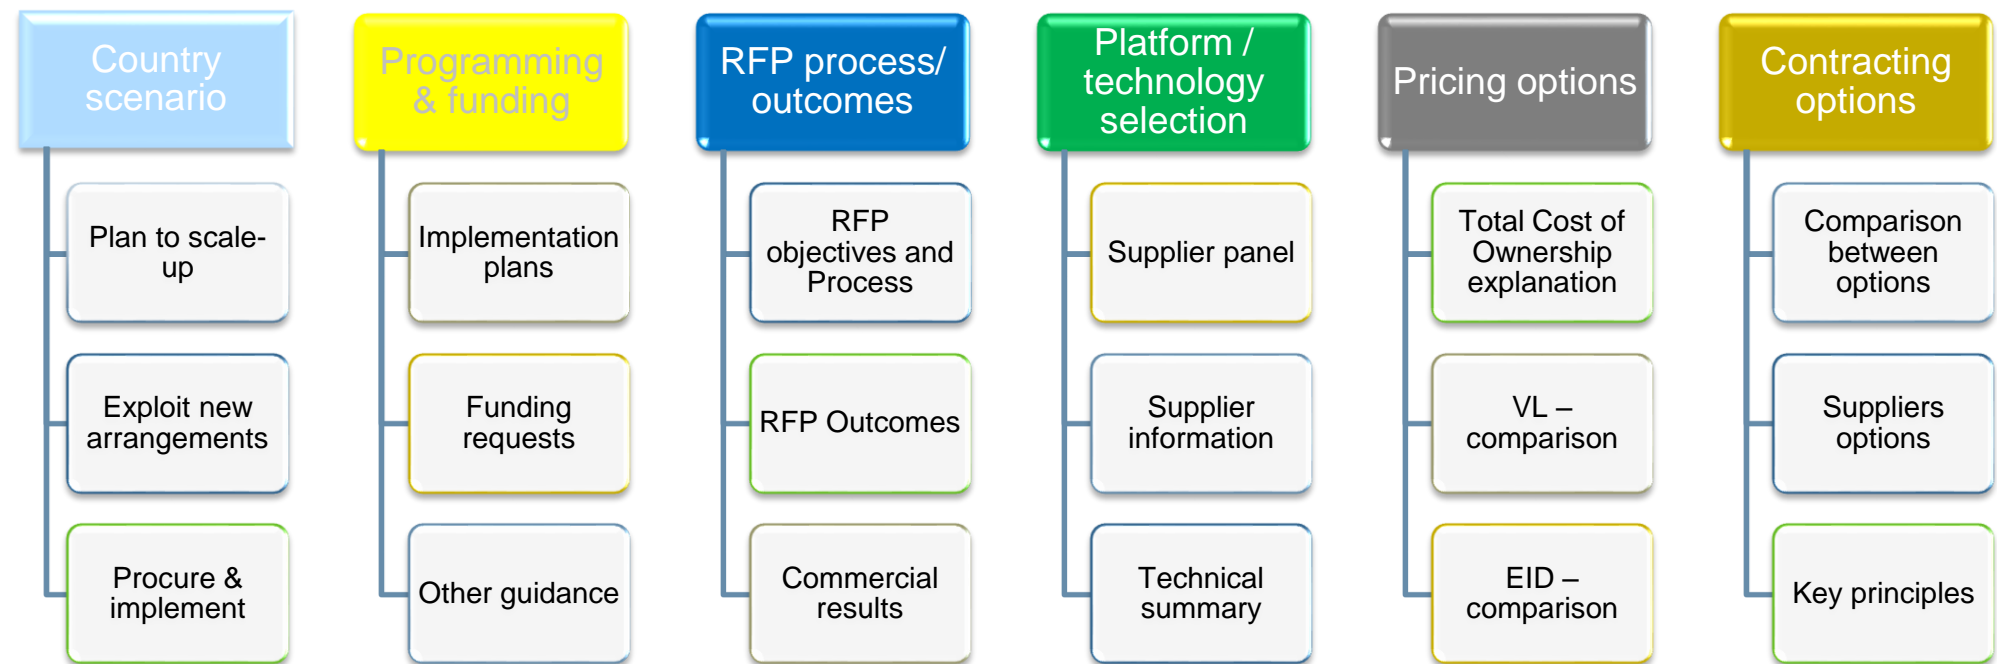 Country
scenario
Plan to scale-
up
Exploit new
arrangements
Procure &
implement
Programming
& funding
Implementation
plans
Funding
requests
Other guidance
RFP process/
outcomes
RFP
objectives and
Process
RFP Outcomes
Commercial
results
Platform /
technology
selection
Supplier panel
Supplier
information
Technical
summary
Pricing options
Total Cost of
Ownership
explanation
VL –
comparison
EID –
comparison
Contracting
options
Comparison
between
options
Suppliers
options
Key principles